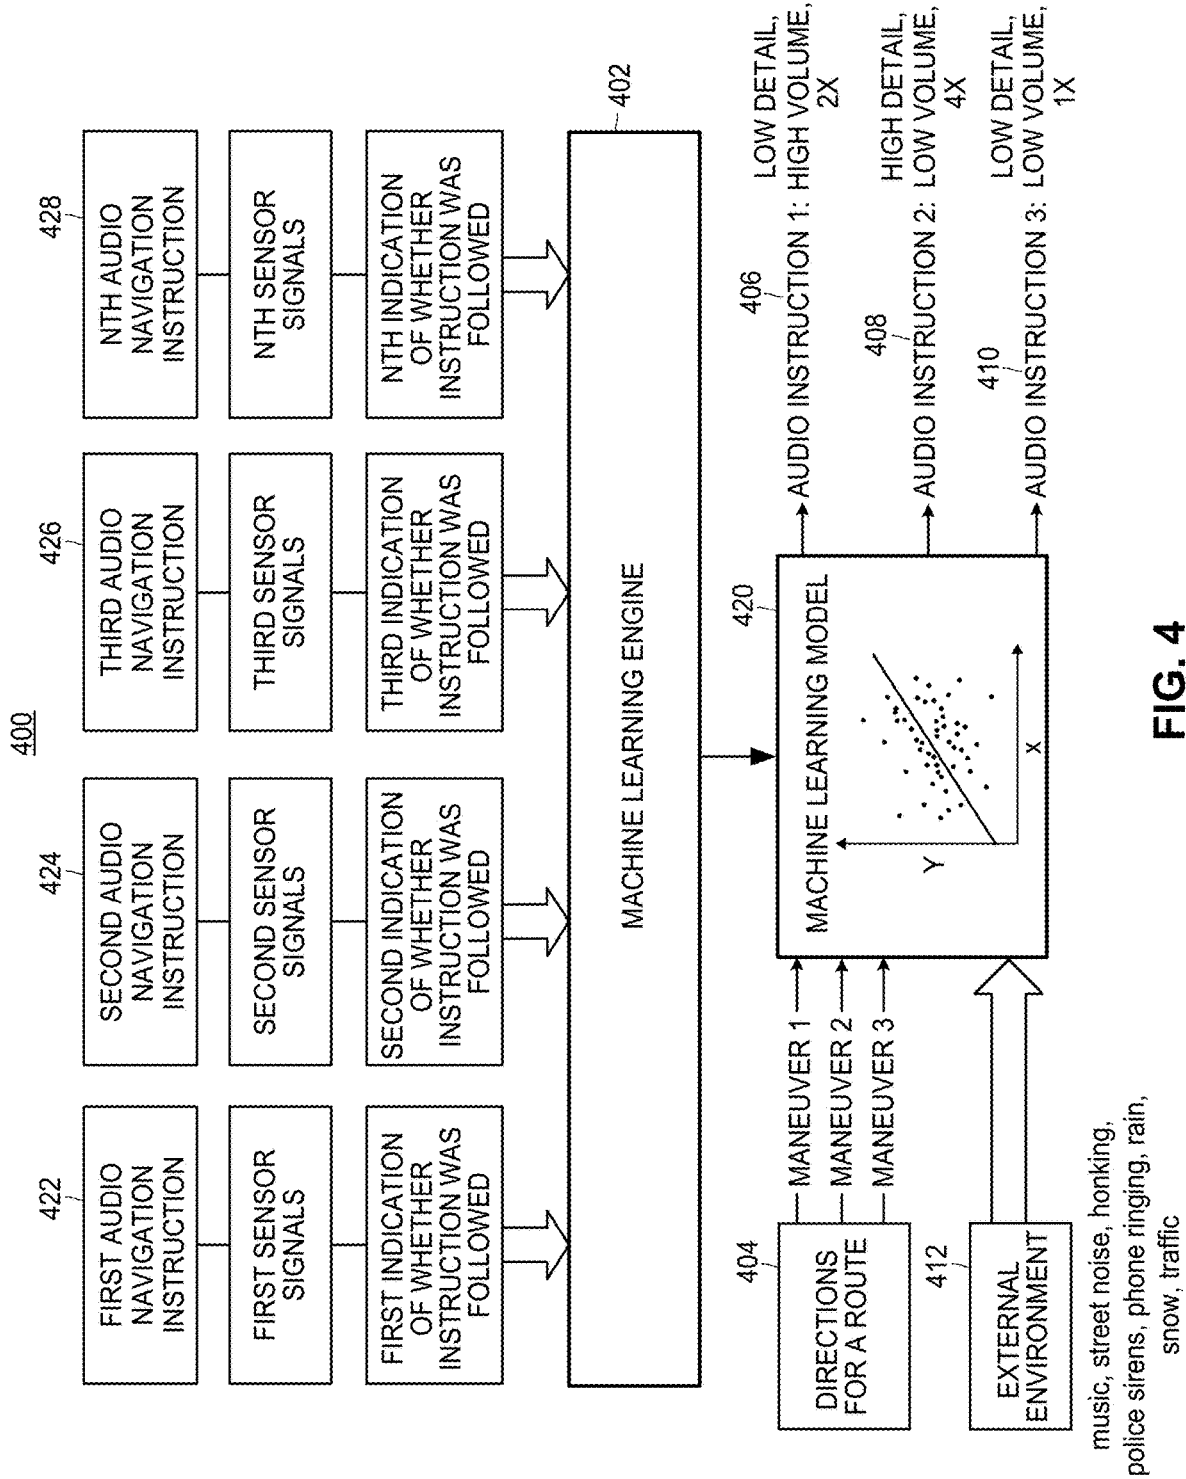 400
422
FIRST AUDIO
NAVIGATION
INSTRUCTION
FIRST SENSOR
SIGNALS
FIRST INDICATION
OF WHETHER
INSTRUCTION WAS
FOLLOWED
424
SECOND AUDIO
NAVIGATION
INSTRUCTION
SECOND SENSOR
SIGNALS
SECOND INDICATION
OF WHETHER
INSTRUCTION WAS
FOLLOWED
426
THIRD AUDIO
NAVIGATION
INSTRUCTION
THIRD SENSOR
SIGNALS
THIRD INDICATION
OF WHETHER
INSTRUCTION WAS
FOLLOWED
428
NTH AUDIO
NAVIGATION
INSTRUCTION
NTH SENSOR
SIGNALS
NTH INDICATION
OF WHETHER
INSTRUCTION WAS
FOLLOWED
MACHINE LEARNING ENGINE
402
404
DIRECTIONS
FOR A ROUTE
MANEUVER 1
MANEUVER 2
MANEUVER 3
412
EXTERNAL
ENVIRONMENT
music, street noise, honking,
police sirens, phone ringing, rain,
snow, traffic
420
MACHINE LEARNING MODEL
Y
X
406
LOW DETAIL,
AUDIO INSTRUCTION 1: HIGH VOLUME,
2X
408
HIGH DETAIL,
AUDIO INSTRUCTION 2: LOW VOLUME,
4X
410
LOW DETAIL,
AUDIO INSTRUCTION 3: LOW VOLUME,
1X
FIG. 4